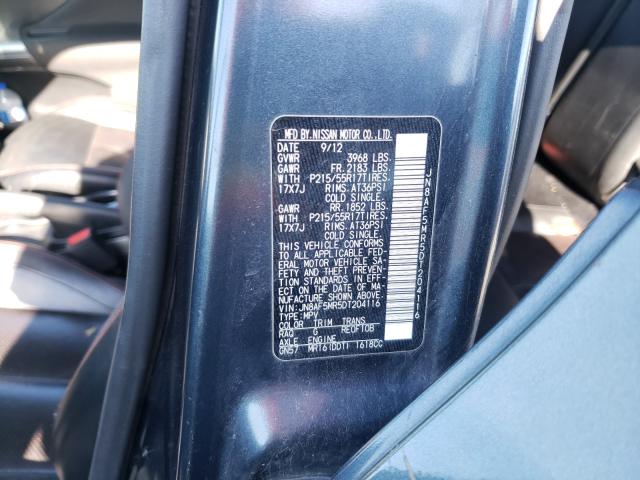 MFD BY.NISSAN MOTOR CO.,LTD.
DATE 9/12
GVWR 3968 LBS.
GAWR FR.2183 LBS.
WITH P215/55R17TIRES.
17X7J RIMS.AT36PSI
COLD SINGLE.
GAWR RR.1852 LBS.
WITH P215/55R17TIRES.
17X7J RIMS.AT36PSI
COLD SINGLE.
THIS VEHICLE CONFORMS
TO ALL APPLICABLE FED-
ERAL MOTOR VEHICLE SA-
FETY AND THEFT PREVEN-
TION STANDARDS IN EFF-
ECT ON THE DATE OF MA-
NUFACTURE SHOWN ABOVE.
VIN:JN8AF5MR5DT204116
TYPE:MPV
COLOR TRIM TRANS
RAQ G RE0F10B
AXLE ENGINE
GN57 MR16(DDT) 1618CC
JN8AF5MR5DT204116